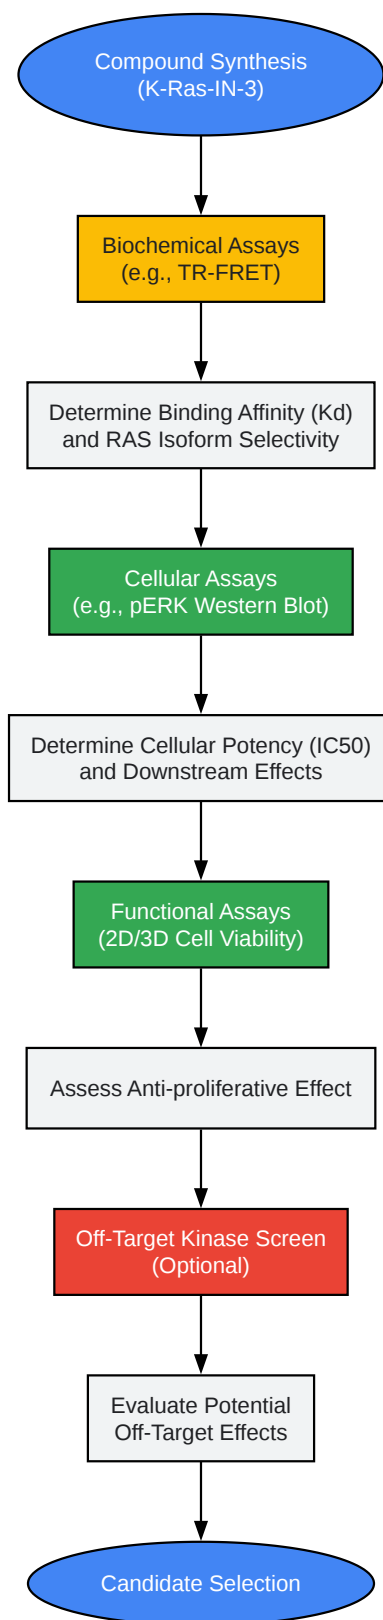 Compound Synthesis
(K-Ras-IN-3)
Biochemical Assays
(e.g., TR-FRET)
Determine Binding Affinity (Kd)
and RAS Isoform Selectivity
Cellular Assays
(e.g., pERK Western Blot)
Determine Cellular Potency (IC50)
and Downstream Effects
Functional Assays
(2D/3D Cell Viability)
Assess Anti-proliferative Effect
Off-Target Kinase Screen
(Optional)
Evaluate Potential
Off-Target Effects
Candidate Selection